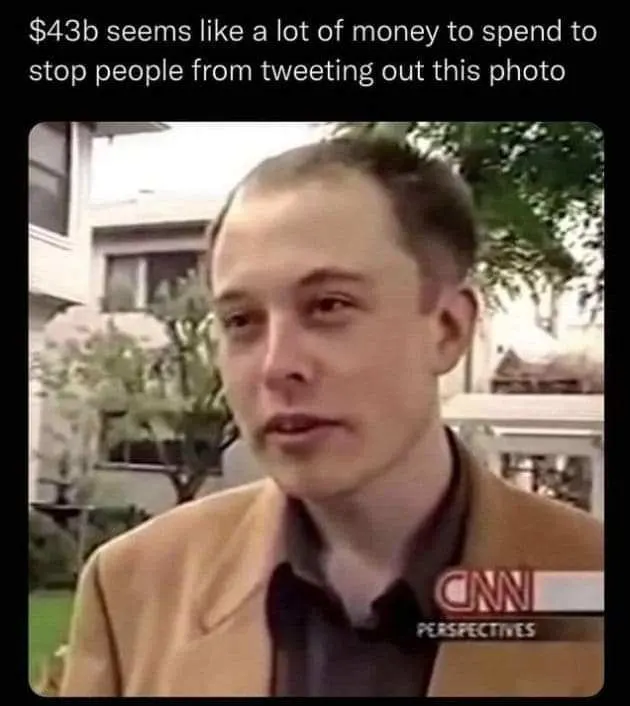 $43b seems like a lot of money to spend to
stop people from tweeting out this photo
CNN
PERSPECTIVES